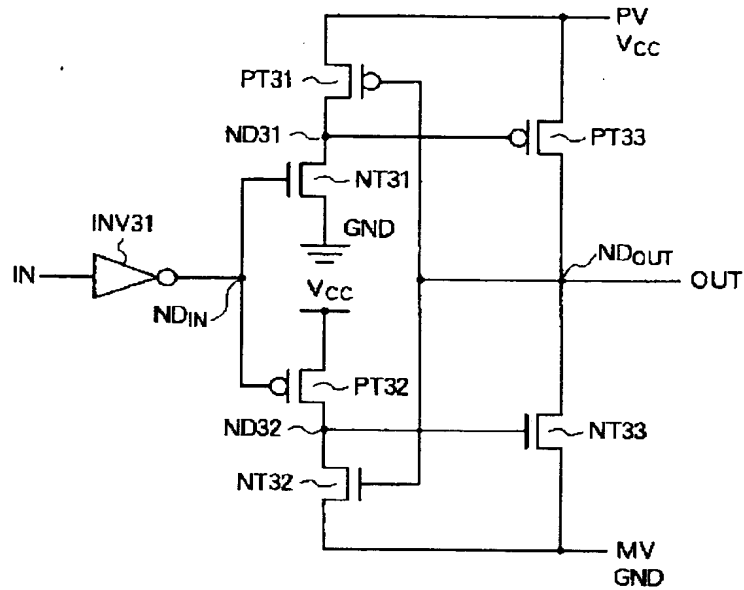 PV
VCC
PT31
ND31
PT33
NT31
INV31
GND
NDOUT
IN
OUT
NDIN
VCC
PT32
ND32
NT33
NT32
MV
GND